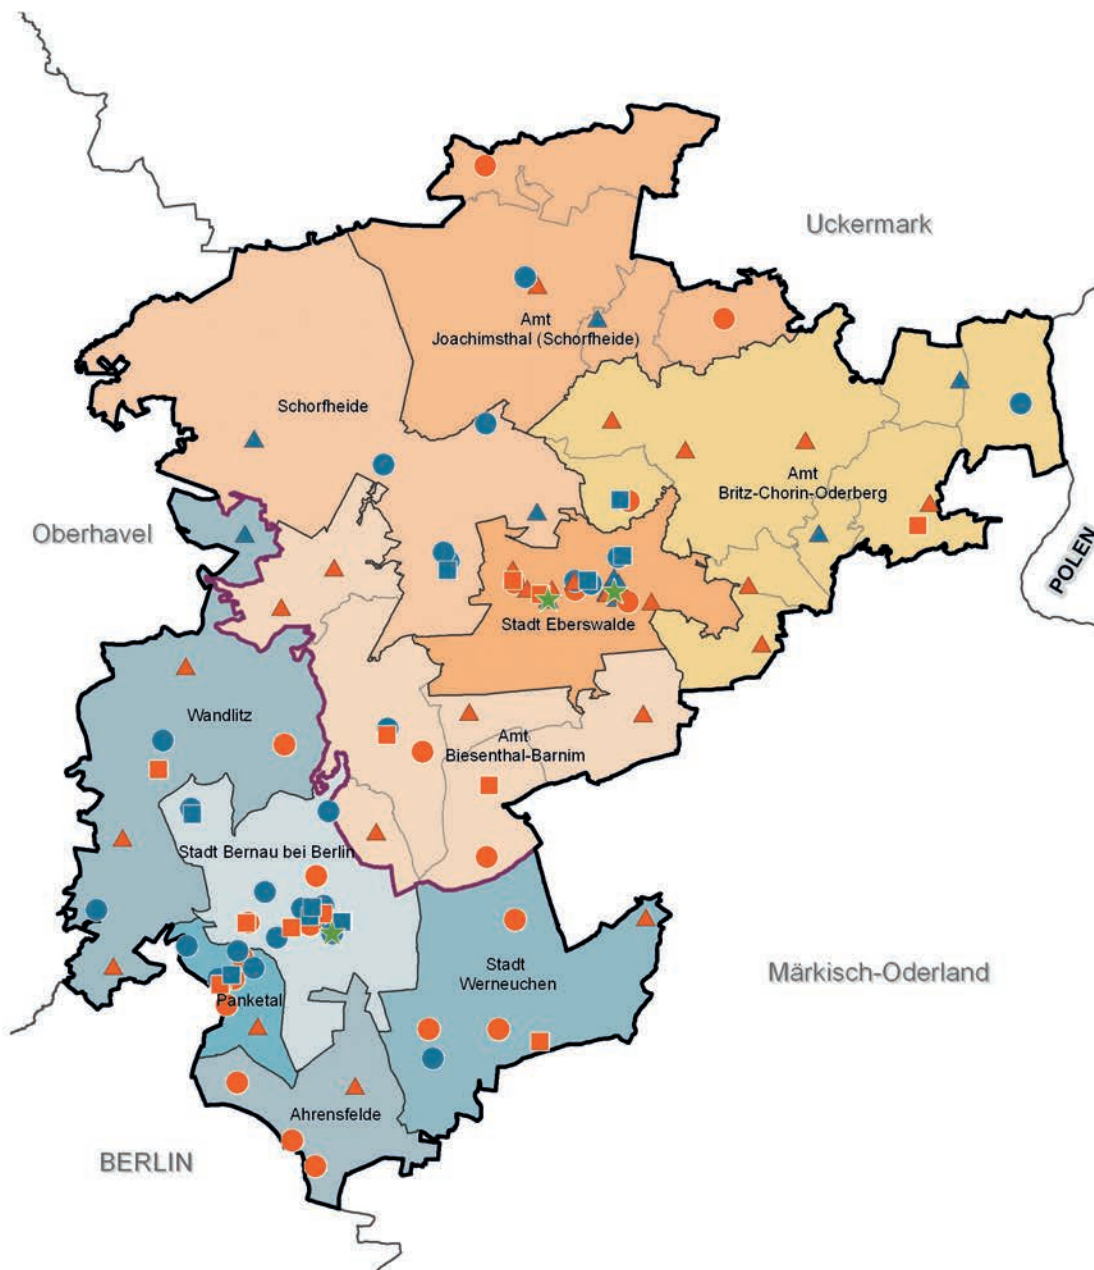 Uckermark
Amt
Joachimsthal (Schorfheide)
Schorfheide
Amt
Britz-Chorin-Oderberg
Oberhavel
POLEN
Stadt Eberswalde
Wandlitz
Amt
Biesenthal-Barnim
Stadt Bernau bei Berlin
Stadt
Werneuchen
Märkisch-Oderland
Panketal
Ahrensfelde
BERLIN